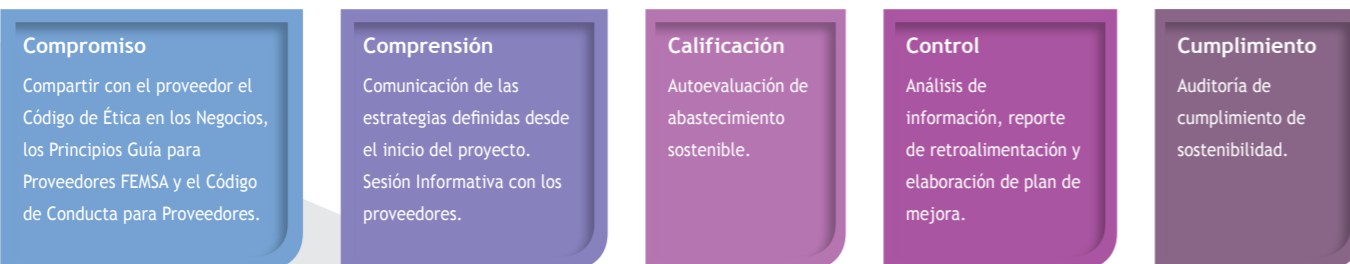 Compromiso
Compartir con el proveedor el
Código de Ética en los Negocios,
los Principios Guía para
Proveedores FEMSA y el Código
de Conducta para Proveedores.
Comprensión
Comunicación de las
estrategias definidas desde
el inicio del proyecto.
Sesión Informativa con los
proveedores.
Calificación
Autoevaluación de
abastecimiento
sostenible.
Control
Análisis de
información, reporte
de retroalimentación y
elaboración de plan de
mejora.
Cumplimiento
Auditoría de
cumplimiento de
sostenibilidad.